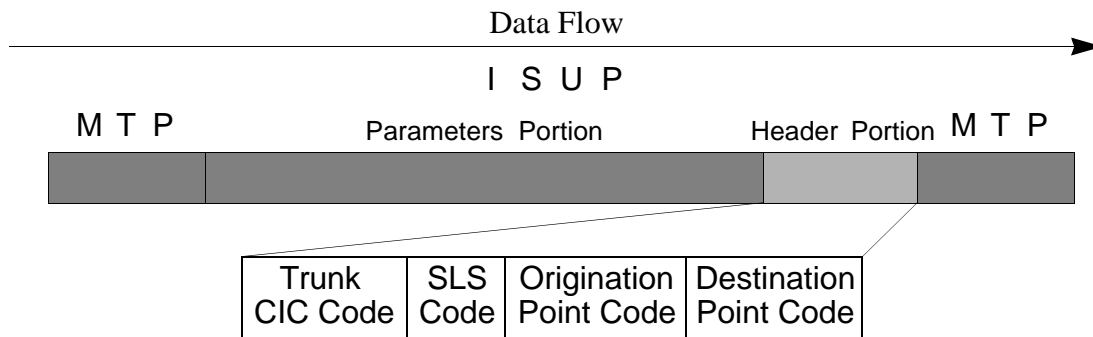 Data Flow
I S U P
M T P
Parameters Portion
Header Portion
M T P
Trunk
CIC Code
SLS
Code
Origination
Point Code
Destination
Point Code